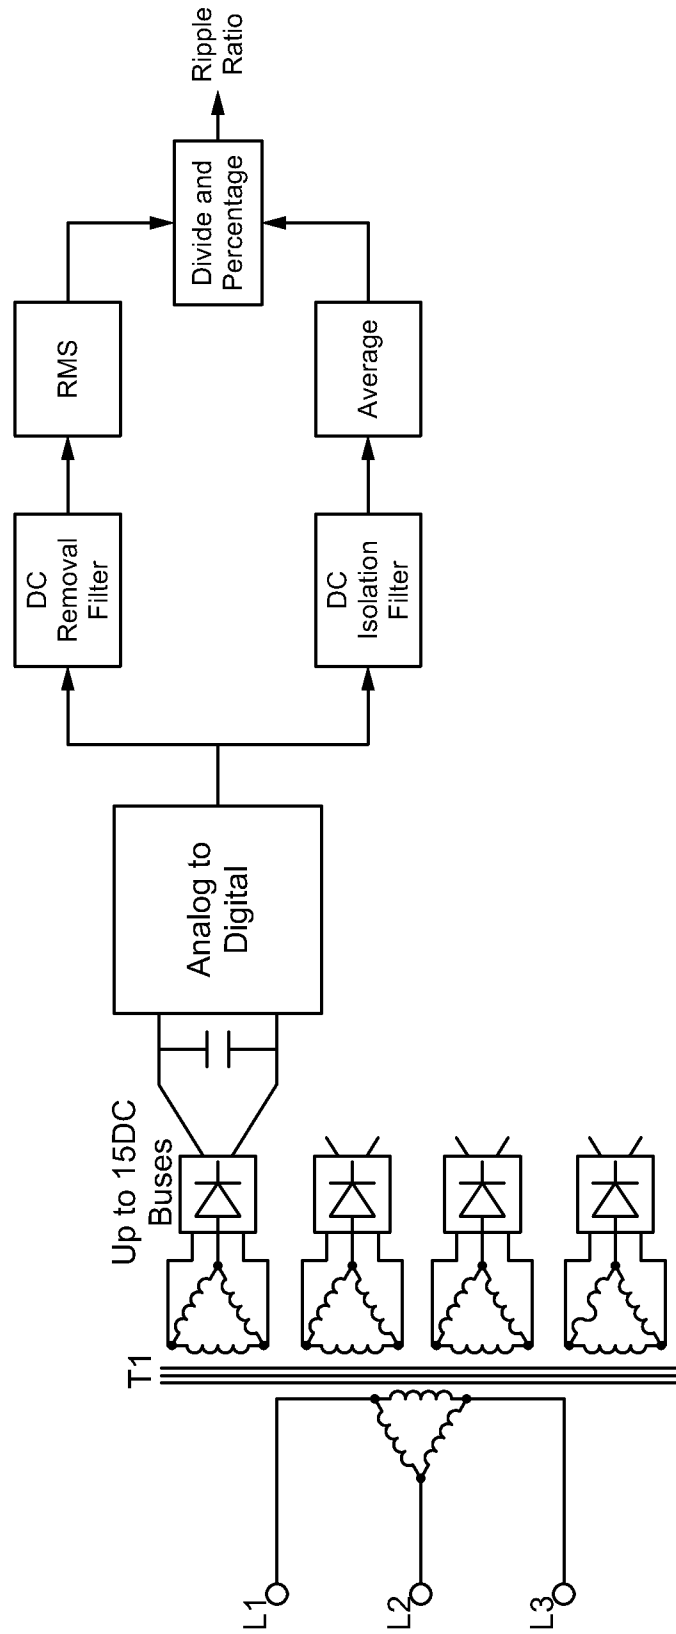 L1
L2
L3
T1
Up to 15DC
Buses
Analog to
Digital
DC
Removal
Filter
RMS
DC
Isolation
Filter
Average
Divide and
Percentage
Ripple
Ratio